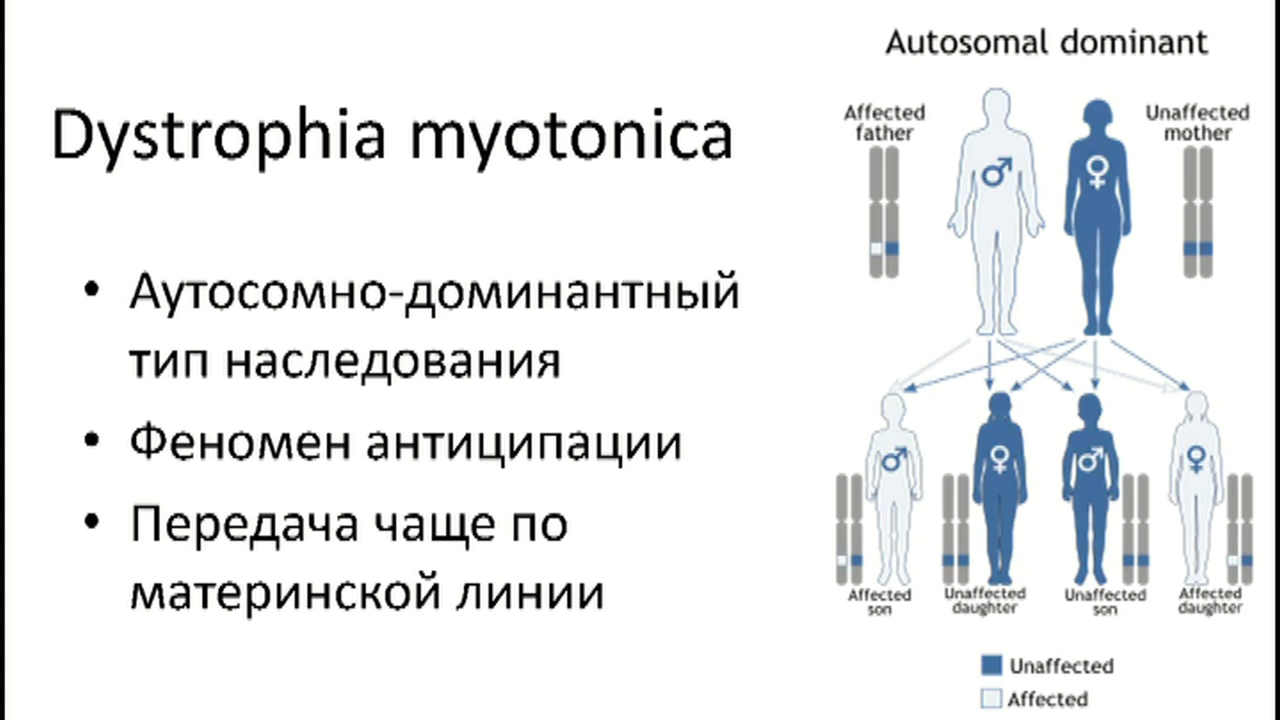 Dystrophia myotonica
• Аутосомно-доминантный
тип наследования
• Феномен антиципации
• Передача чаще по
материнской линии
Autosomal dominant
Affected
father
Unaffected
mother
Affected
son
Unaffected
daughter
Unaffected
son
Affected
daughter
Unaffected
Affected